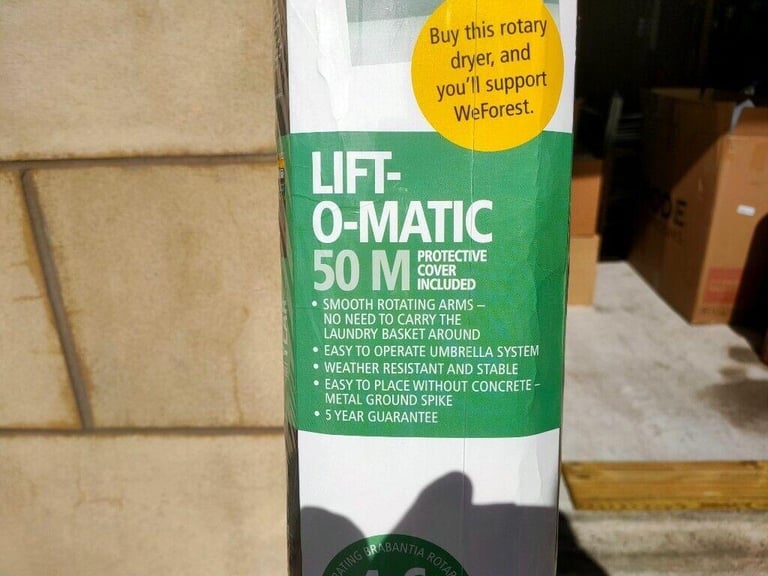 Buy this rotary
dryer, and
you'll support
WeForest.
LIFT-
O-MATIC
50 M
PROTECTIVE
COVER
INCLUDED
• SMOOTH ROTATING ARMS –
NO NEED TO CARRY THE
LAUNDRY BASKET AROUND
• EASY TO OPERATE UMBRELLA SYSTEM
• WEATHER RESISTANT AND STABLE
• EASY TO PLACE WITHOUT CONCRETE –
METAL GROUND SPIKE
• 5 YEAR GUARANTEE
BRABANTIA